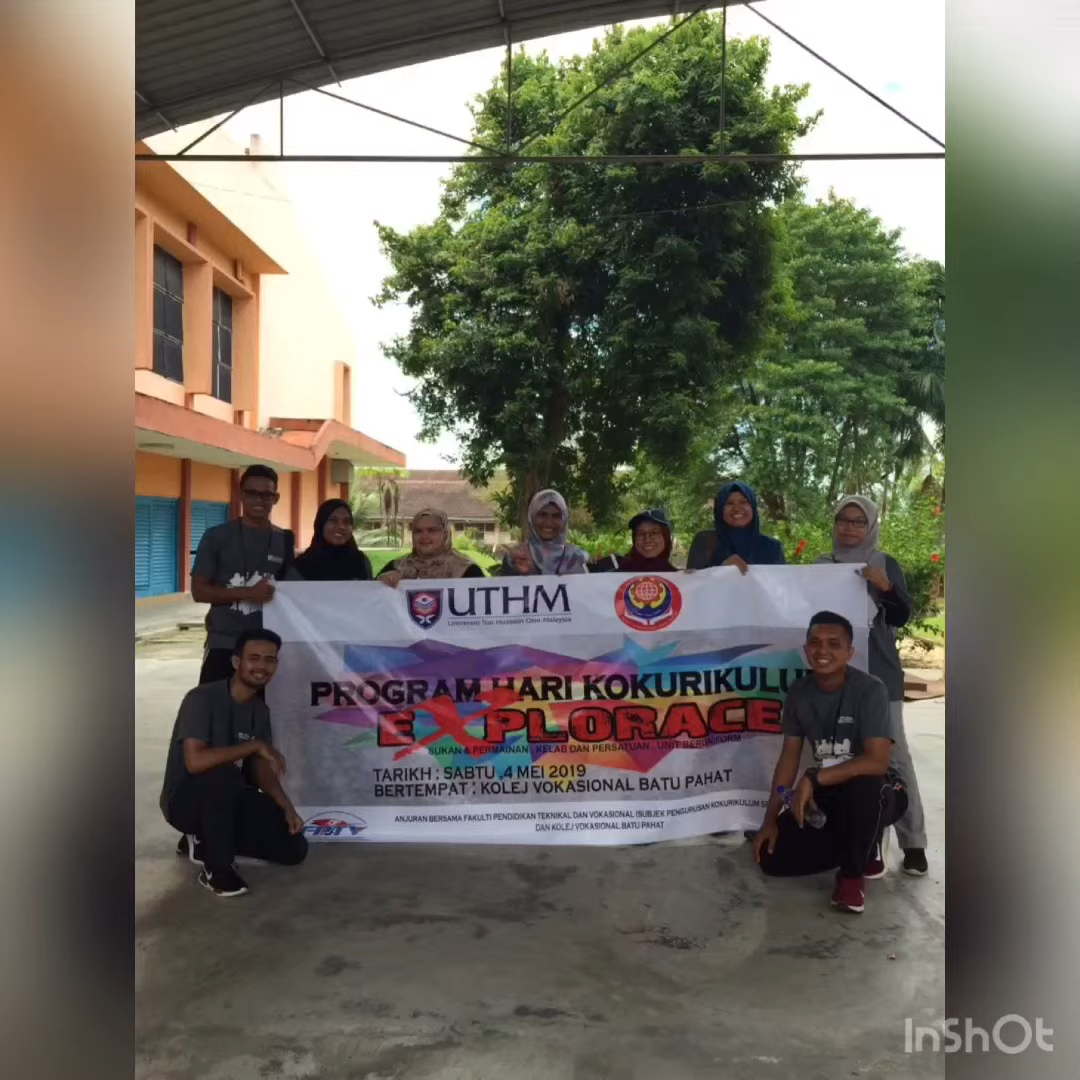 UTHM
Universiti Tun Hussein Onn Malaysia
PROGRAM HARI KOKURIKULUM
EXPLORACE
SUKAN & PERMAINAN , KELAB DAN PERSATUAN , UNIT BERUNIFORM
TARIKH : SABTU ,4 MEI 2019
BERTEMPAT : KOLEJ VOKASIONAL BATU PAHAT
ANJURAN BERSAMA FAKULTI PENDIDIKAN TEKNIKAL DAN VOKASIONAL (SUBJEK PENGURUSAN KOKURIKULUM
DAN KOLEJ VOKASIONAL BATU PAHAT
InShOt